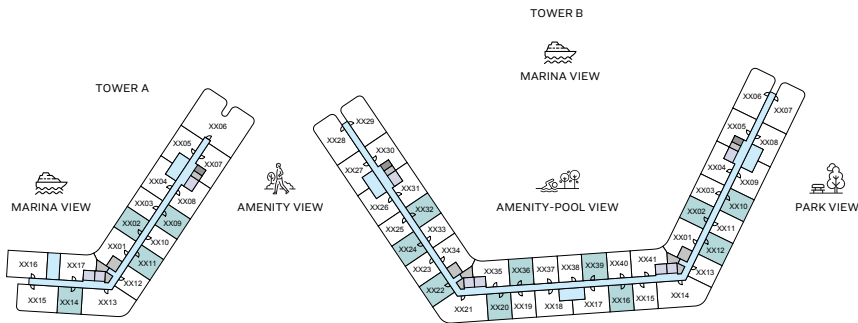 TOWER B
MARINA VIEW
TOWER A
MARINA VIEW
AMENITY VIEW
AMENITY-POOL VIEW
PARK VIEW
XX06
XX05
XX07
XX04
XX08
XX03
XX09
XX02
XX10
XX01
XX11
XX16
XX17
XX12
XX15
XX14
XX13
XX29
XX28
XX30
XX27
XX31
XX26
XX32
XX25
XX33
XX24
XX34
XX23
XX35
XX36
XX37
XX38
XX39
XX40
XX41
XX22
XX21
XX20
XX19
XX18
XX17
XX16
XX15
XX14
XX06
XX07
XX05
XX08
XX04
XX09
XX03
XX10
XX02
XX11
XX01
XX12
XX13